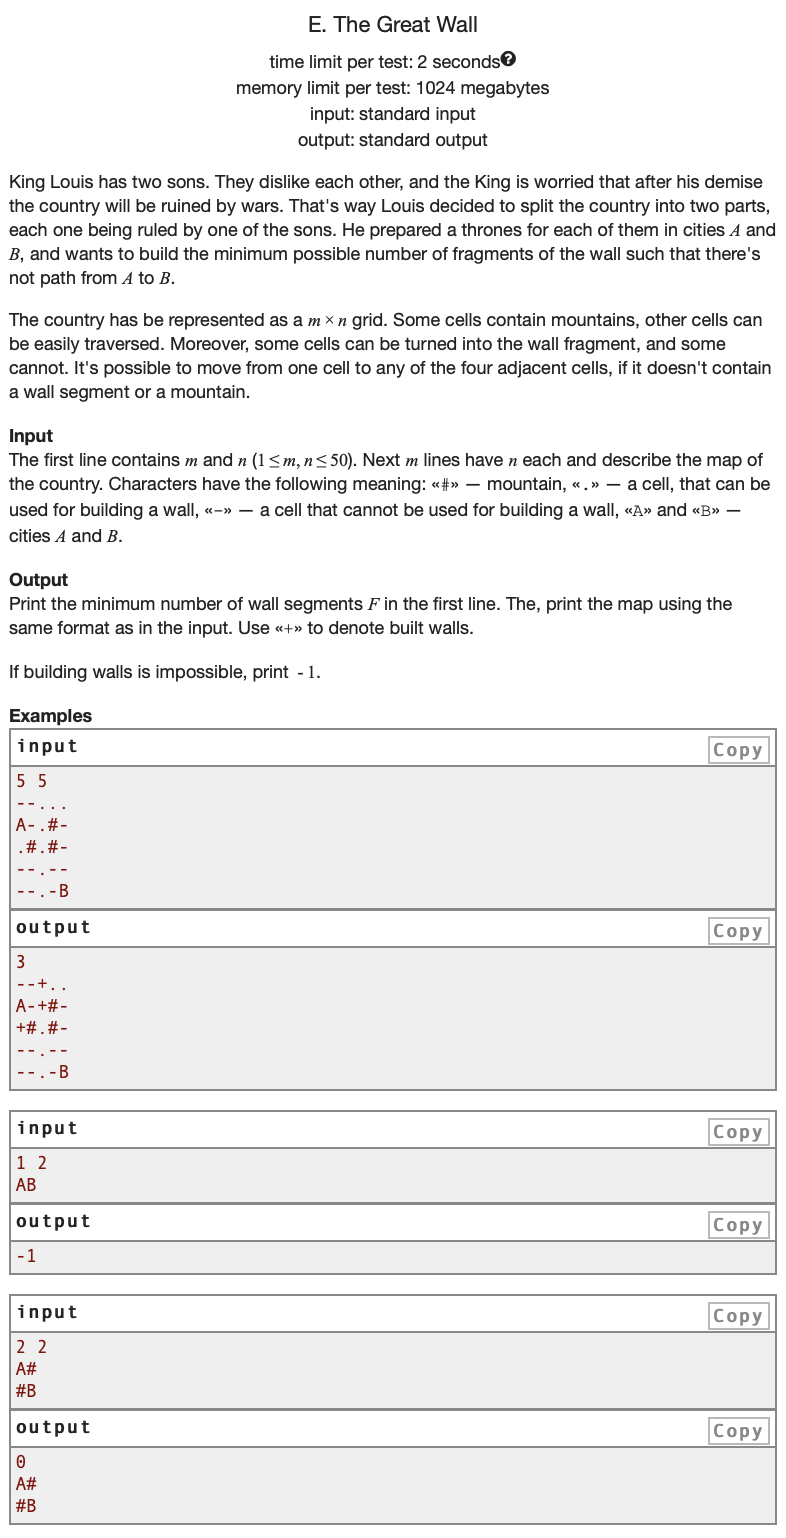 E. The Great Wall
time limit per test: 2 seconds?
memory limit per test: 1024 megabytes
input: standard input
output: standard output
King Louis has two sons. They dislike each other, and the King is worried that after his demise
the country will be ruined by wars. That's way Louis decided to split the country into two parts,
each one being ruled by one of the sons. He prepared a thrones for each of them in cities A and
B, and wants to build the minimum possible number of fragments of the wall such that there's
not path from A to B.
The country has be represented as a m × n grid. Some cells contain mountains, other cells can
be easily traversed. Moreover, some cells can be turned into the wall fragment, and some
cannot. It's possible to move from one cell to any of the four adjacent cells, if it doesn't contain
a wall segment or a mountain.
Input
The first line contains m and n (1 ≤ m, n ≤ 50). Next m lines have n each and describe the map of
the country. Characters have the following meaning: «#» — mountain, «.» — a cell, that can be
used for building a wall, «-» — a cell that cannot be used for building a wall, «A» and «B» —
cities A and B.
Output
Print the minimum number of wall segments F in the first line. The, print the map using the
same format as in the input. Use «+» to denote built walls.
If building walls is impossible, print -1.
Examples
input Copy
5 5
--...
A-.#-
.#.#-
--.--
--.-B
output Copy
3
--+..
A-+#-
+#.#-
--.--
--.-B
input Copy
1 2
AB
output Copy
-1
input Copy
2 2
A#
#B
output Copy
0
A#
#B